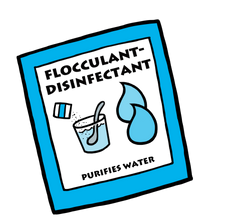 FLOCCULANT-
DISINFECTANT
PURIFIES WATER